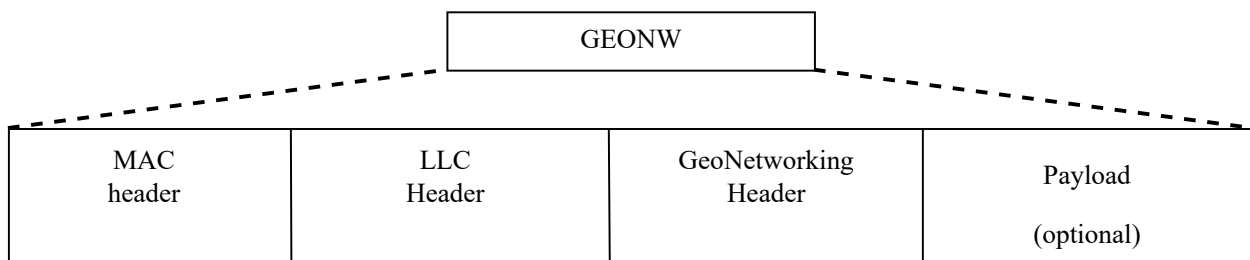 GEONW
MAC
header
LLC
Header
GeoNetworking
Header
Payload
(optional)